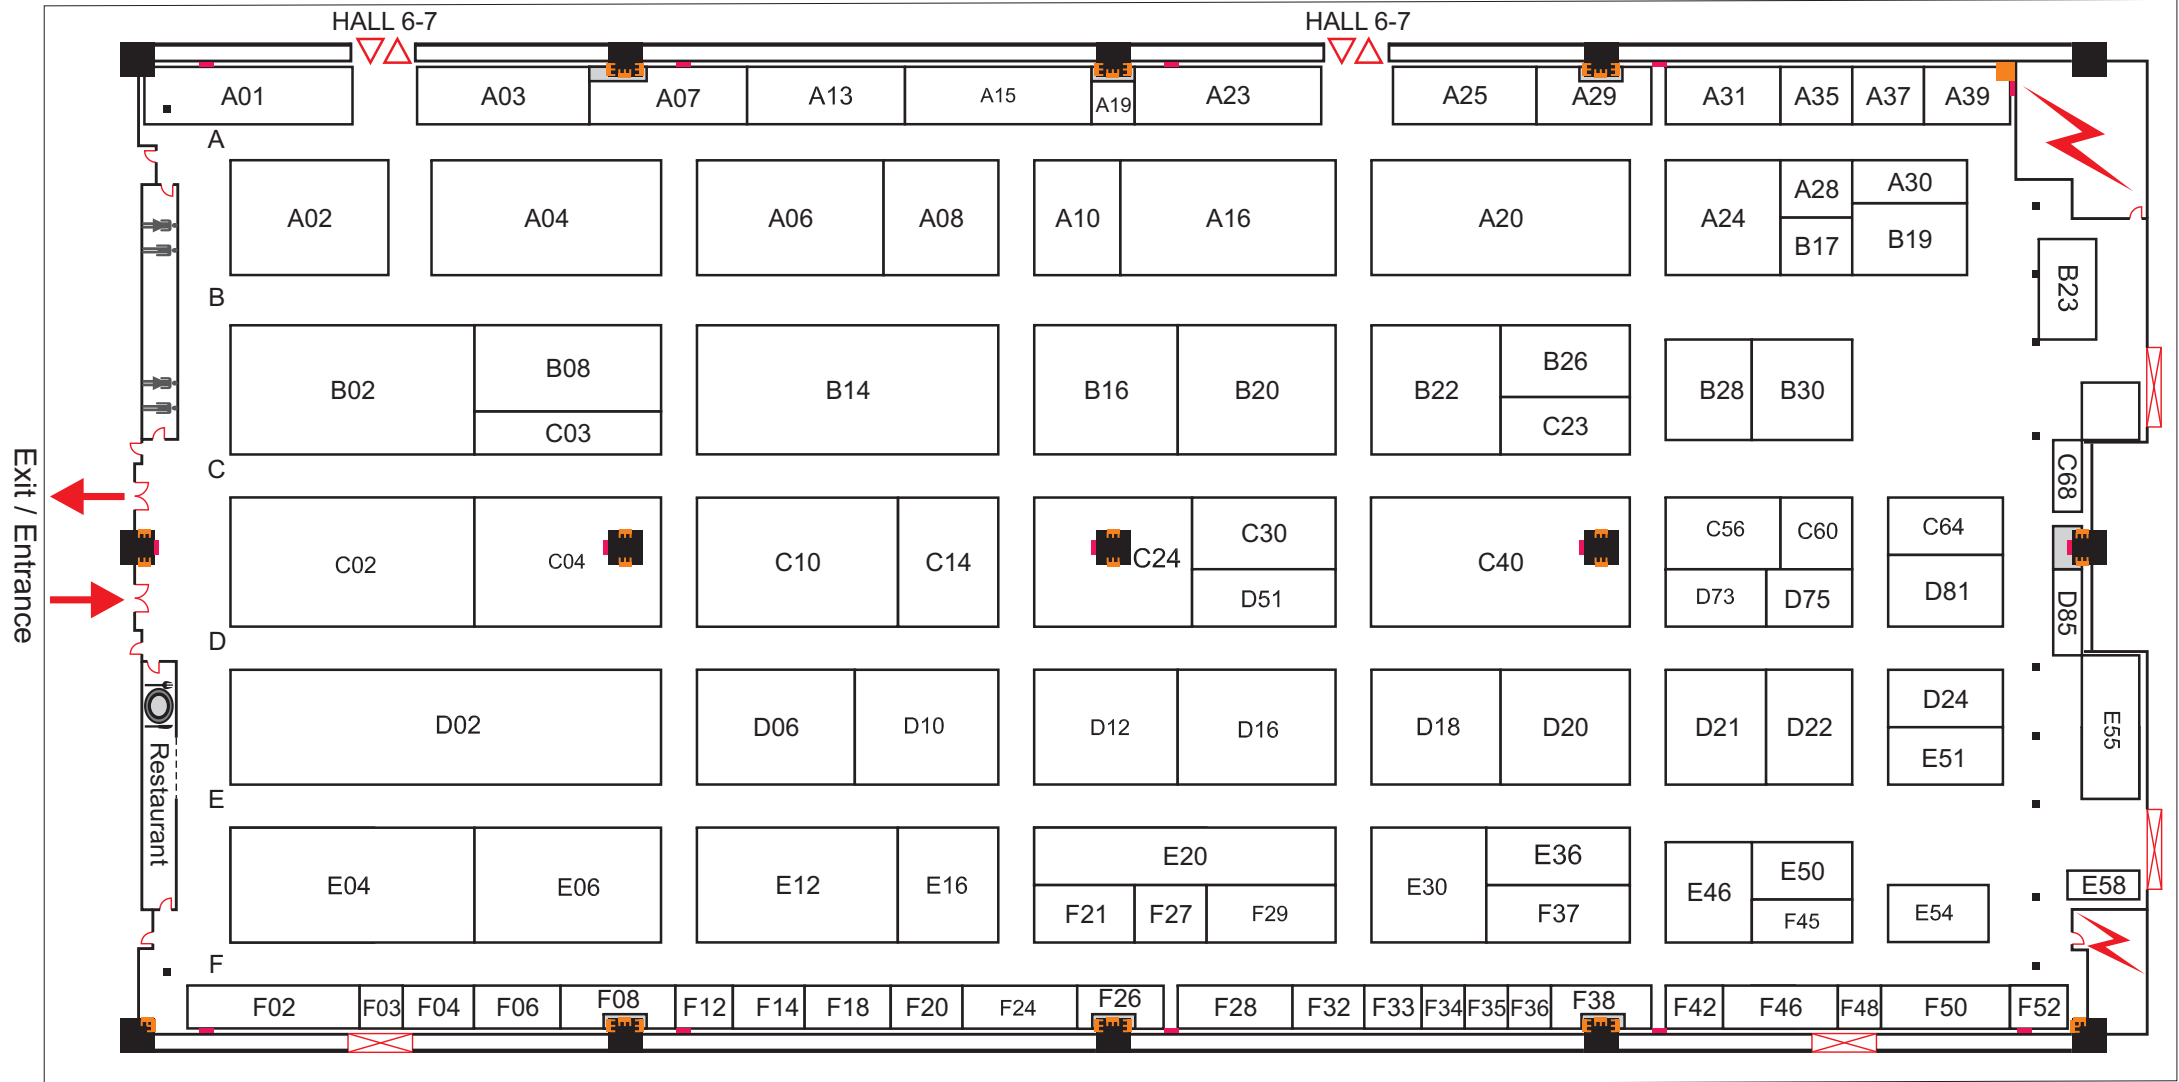 HALL 6-7 HALL 6-7
A01 A03 A07 A13 A15 A19 A23 A25 A29 A31 A35 A37 A39
A
A02 A04 A06 A08 A10 A16 A20 A24 A28 A30
B17 B19
B23
B
B02 B08 B14 B16 B20 B22 B26 B28 B30
C03 C23
C
C68
Exit / Entrance
C02 C04 C10 C14 C24 C30 C40 C56 C60 C64
D51 D73 D75 D81 D85
D
D02 D06 D10 D12 D16 D18 D20 D21 D22 D24
E51
E55
Restaurant
E
E04 E06 E12 E16 E20 E30 E36 E46 E50 E54 E58
F21 F27 F29 F37 F45
F
F02 F03 F04 F06 F08 F12 F14 F18 F20 F24 F26 F28 F32 F33 F34 F35 F36 F38 F42 F46 F48 F50 F52